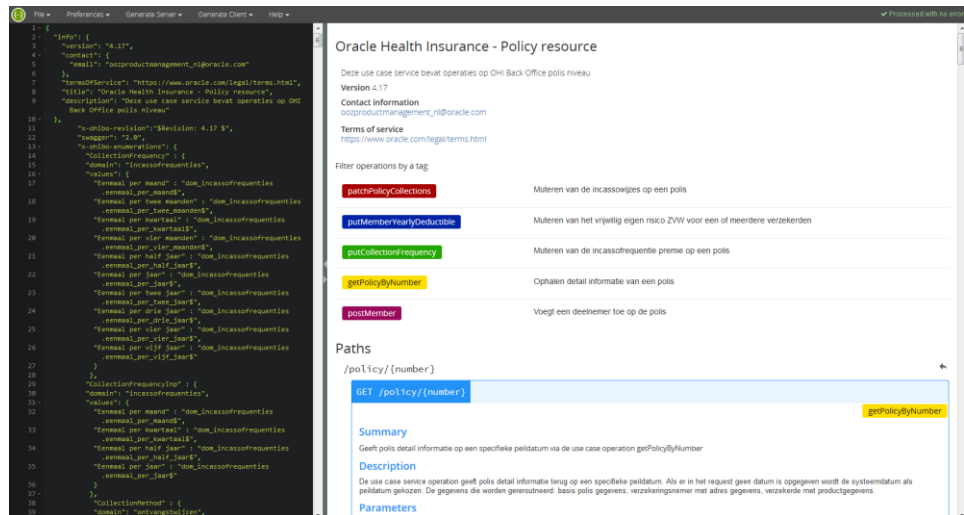 File Preferences Generate Server Generate Client Help ✔ Processed with no error
1 {
2 "info": {
3 "version": "4.17",
4 "contact": {
5 "email": "oozproductmanagement_nl@oracle.com"
6 },
7 "termsOfService": "https://www.oracle.com/legal/terms.html",
8 "title": "Oracle Health Insurance - Policy resource",
9 "description": "Deze use case service bevat operaties op OHI
Back Office polis niveau"
10 },
11 "x-ohibo-revision":"$Revision: 4.17 $",
12 "swagger": "2.0",
13 "x-ohibo-enumerations": {
14 "CollectionFrequency" : {
15 "domain": "incassofrequenties",
16 "values": {
17 "Eenmaal per maand" : "dom_incassofrequenties
.eenmaal_per_maand$",
18 "Eenmaal per twee maanden" : "dom_incassofrequenties
.eenmaal_per_twee_maanden$",
19 "Eenmaal per kwartaal" : "dom_incassofrequenties
.eenmaal_per_kwartaal$",
20 "Eenmaal per vier maanden" : "dom_incassofrequenties
.eenmaal_per_vier_maanden$",
21 "Eenmaal per half jaar" : "dom_incassofrequenties
.eenmaal_per_half_jaar$",
22 "Eenmaal per jaar" : "dom_incassofrequenties
.eenmaal_per_jaar$",
23 "Eenmaal per twee jaar" : "dom_incassofrequenties
.eenmaal_per_twee_jaar$",
24 "Eenmaal per drie jaar" : "dom_incassofrequenties
.eenmaal_per_drie_jaar$",
25 "Eenmaal per vier jaar" : "dom_incassofrequenties
.eenmaal_per_vier_jaar$",
26 "Eenmaal per vijf jaar" : "dom_incassofrequenties
.eenmaal_per_vijf_jaar$"
27 }
28 },
29 "CollectionFrequencyInp" : {
30 "domain": "incassofrequenties",
31 "values": {
32 "Eenmaal per maand" : "dom_incassofrequenties
.eenmaal_per_maand$",
33 "Eenmaal per kwartaal" : "dom_incassofrequenties
.eenmaal_per_kwartaal$",
34 "Eenmaal per half jaar" : "dom_incassofrequenties
.eenmaal_per_half_jaar$",
35 "Eenmaal per jaar" : "dom_incassofrequenties
.eenmaal_per_jaar$"
36 }
37 },
38 "CollectionMethod" : {
39 "domain": "ontvangstwijzen",
Oracle Health Insurance - Policy resource
Deze use case service bevat operaties op OHI Back Office polis niveau
Version 4.17
Contact information
oozproductmanagement_nl@oracle.com
Terms of service
https://www.oracle.com/legal/terms.html
Filter operations by a tag:
patchPolicyCollections Muteren van de incassowijzes op een polis
putMemberYearlyDeductible Muteren van het vrijwillig eigen risico ZVW voor een of meerdere verzekerden
putCollectionFrequency Muteren van de incassofrequentie premie op een polis
getPolicyByNumber Ophalen detail informatie van een polis
postMember Voegt een deelnemer toe op de polis
Paths
/policy/{number}
GET /policy/{number}
getPolicyByNumber
Summary
Geeft polis detail informatie op een specifieke peildatum via de use case operation getPolicyByNumber
Description
De use case service operation geeft polis detail informatie terug op een specifieke peildatum. Als er in het request geen datum is opgegeven wordt de systeemdatum als
peildatum gekozen. De gegevens die worden geretoutneerd: basis polis gegevens, verzekeringsnemer met adres gegevens, verzekerde met productgegevens.
Parameters